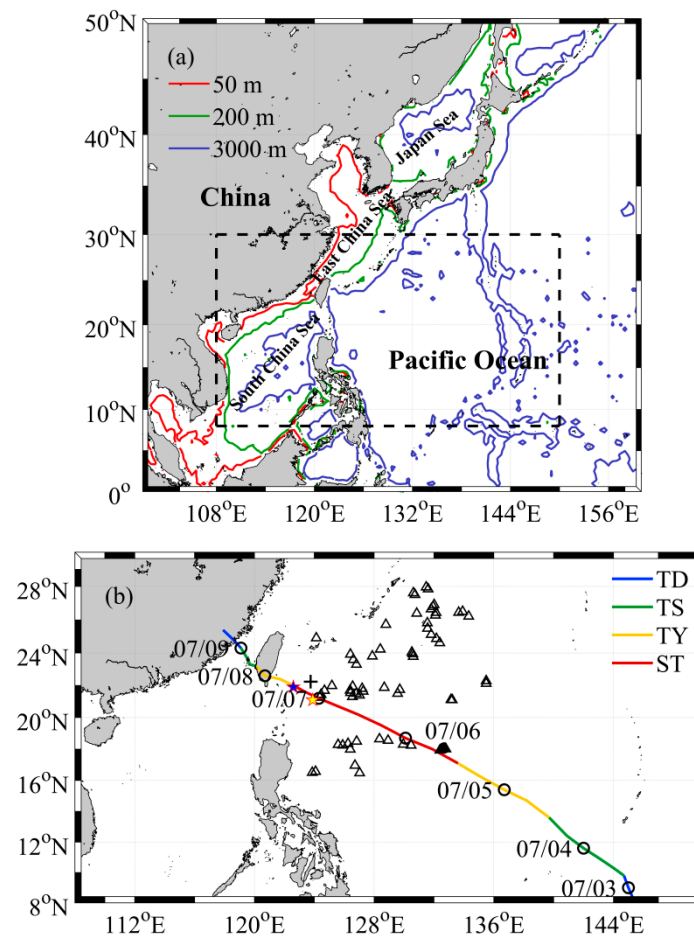 50°N
(a)
50 m
200 m
3000 m
40°N
Japan Sea
China
East China Sea
30°N
20°N
South China Sea
Pacific Ocean
10°N
0°
108°E 120°E 132°E 144°E 156°E
28°N
(b)
TD
TS
TY
ST
24°N
07/09
07/08
07/07
20°N
07/06
16°N
07/05
12°N
07/04
07/03
8°N
112°E 120°E 128°E 136°E 144°E